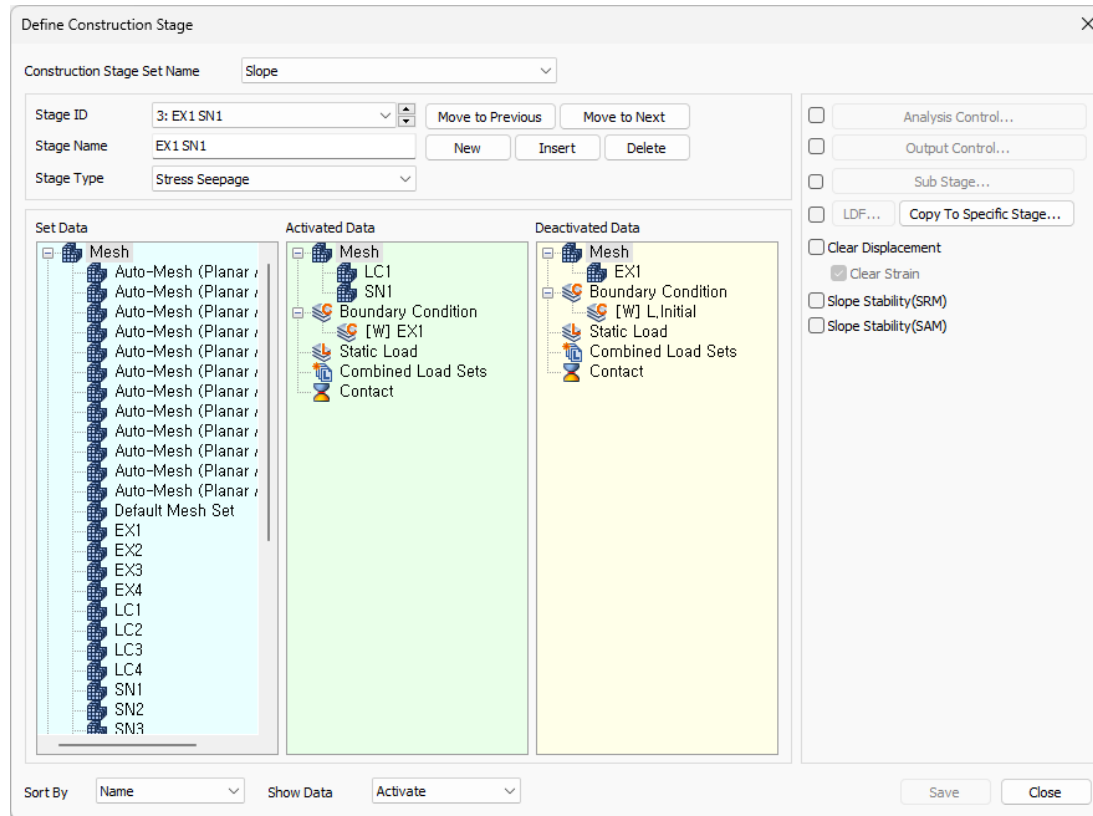 Define Construction Stage
Construction Stage Set Name Slope
Stage ID 3: EX1 SN1 Move to Previous Move to Next
Stage Name EX1 SN1 New Insert Delete
Stage Type Stress Seepage
Analysis Control...
Output Control...
Sub Stage...
LDF... Copy To Specific Stage...
Clear Displacement
Clear Strain
Slope Stability(SRM)
Slope Stability(SAM)
Set Data
Mesh
Auto-Mesh (Planar
Auto-Mesh (Planar
Auto-Mesh (Planar
Auto-Mesh (Planar
Auto-Mesh (Planar
Auto-Mesh (Planar
Auto-Mesh (Planar
Auto-Mesh (Planar
Auto-Mesh (Planar
Auto-Mesh (Planar
Auto-Mesh (Planar
Auto-Mesh (Planar
Default Mesh Set
EX1
EX2
EX3
EX4
LC1
LC2
LC3
LC4
SN1
SN2
SN3
Activated Data
Mesh
LC1
SN1
Boundary Condition
[W] EX1
Static Load
Combined Load Sets
Contact
Deactivated Data
Mesh
EX1
Boundary Condition
[W] L,Initial
Static Load
Combined Load Sets
Contact
Sort By Name Show Data Activate Save Close